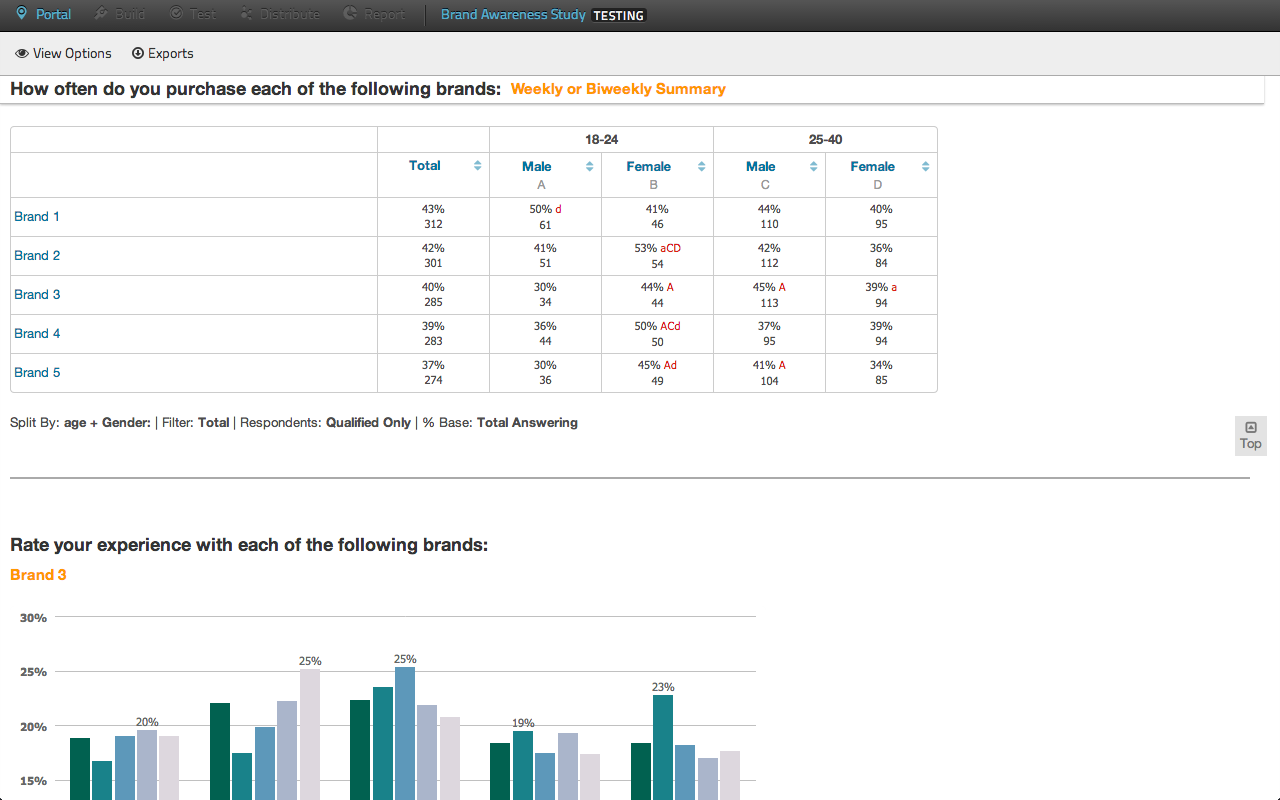 Portal Build Test Distribute Report Brand Awareness Study TESTING
View Options Exports
How often do you purchase each of the following brands: Weekly or Biweekly Summary
18-24 25-40
Total Male Female Male Female
A B C D
Brand 1 43% 50% d 41% 44% 40%
312 61 46 110 95
Brand 2 42% 41% 53% aCD 42% 36%
301 51 54 112 84
Brand 3 40% 30% 44% A 45% A 39% a
285 34 44 113 94
Brand 4 39% 36% 50% ACd 37% 39%
283 44 50 95 94
Brand 5 37% 30% 45% Ad 41% A 34%
274 36 49 104 85
Split By: age + Gender: | Filter: Total | Respondents: Qualified Only | % Base: Total Answering
Top
Rate your experience with each of the following brands:
Brand 3
30%
25% 25% 25%
20% 20% 19% 23%
15%